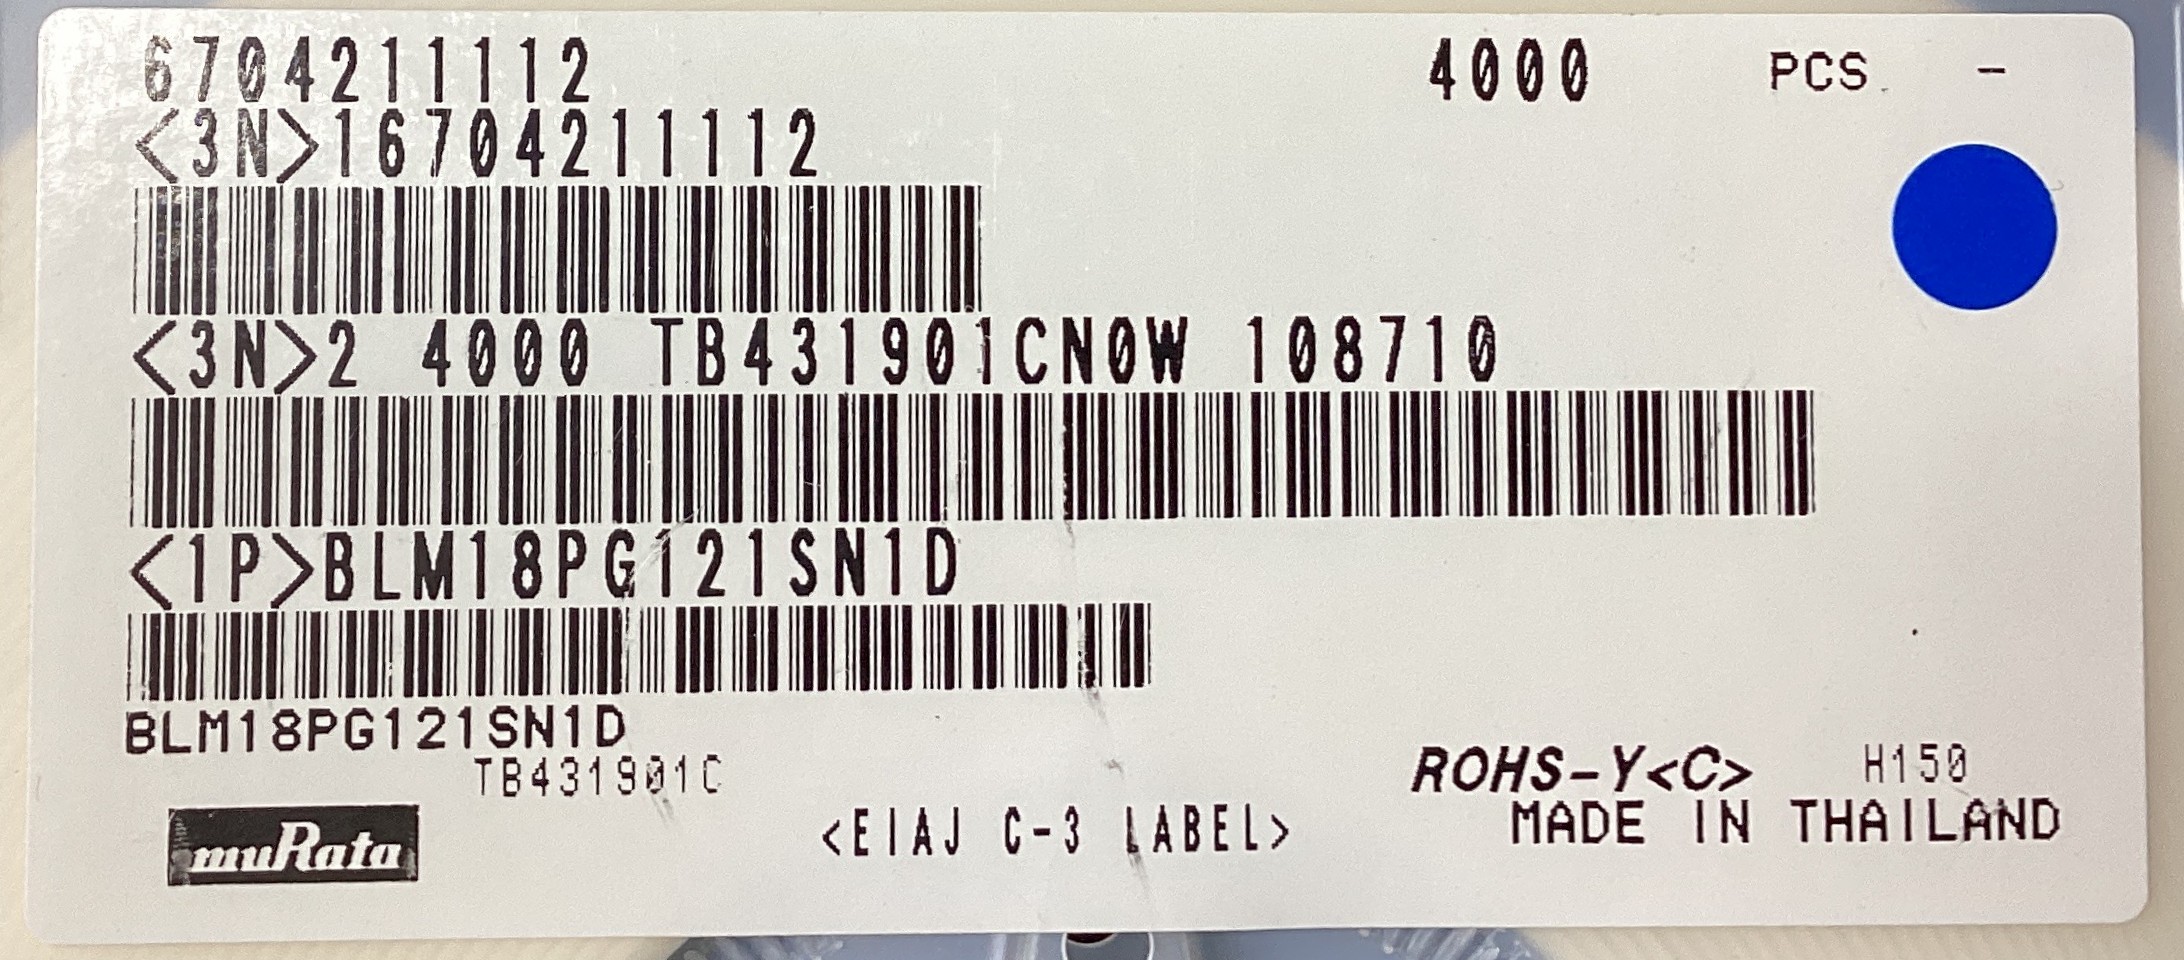 6704211112 4000 PCS -
<3N>16704211112
<3N>2 4000 TB431901CN0W 108710
<1P>BLM18PG121SN1D
BLM18PG121SN1D
TB431901C
ROHS-Y<C> H150
muRata
<EIAJ C-3 LABEL>
MADE IN THAILAND